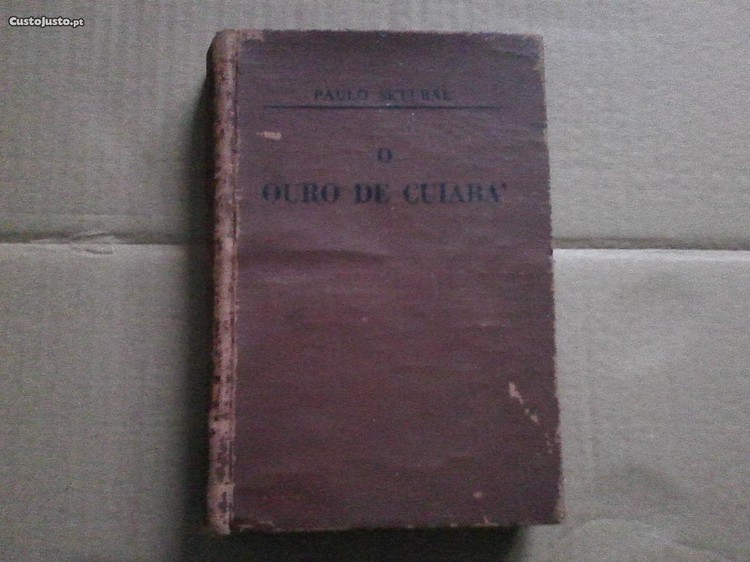 CustoJusto.pt
PAULO SETUBAL
O
OURO DE CUIABA'